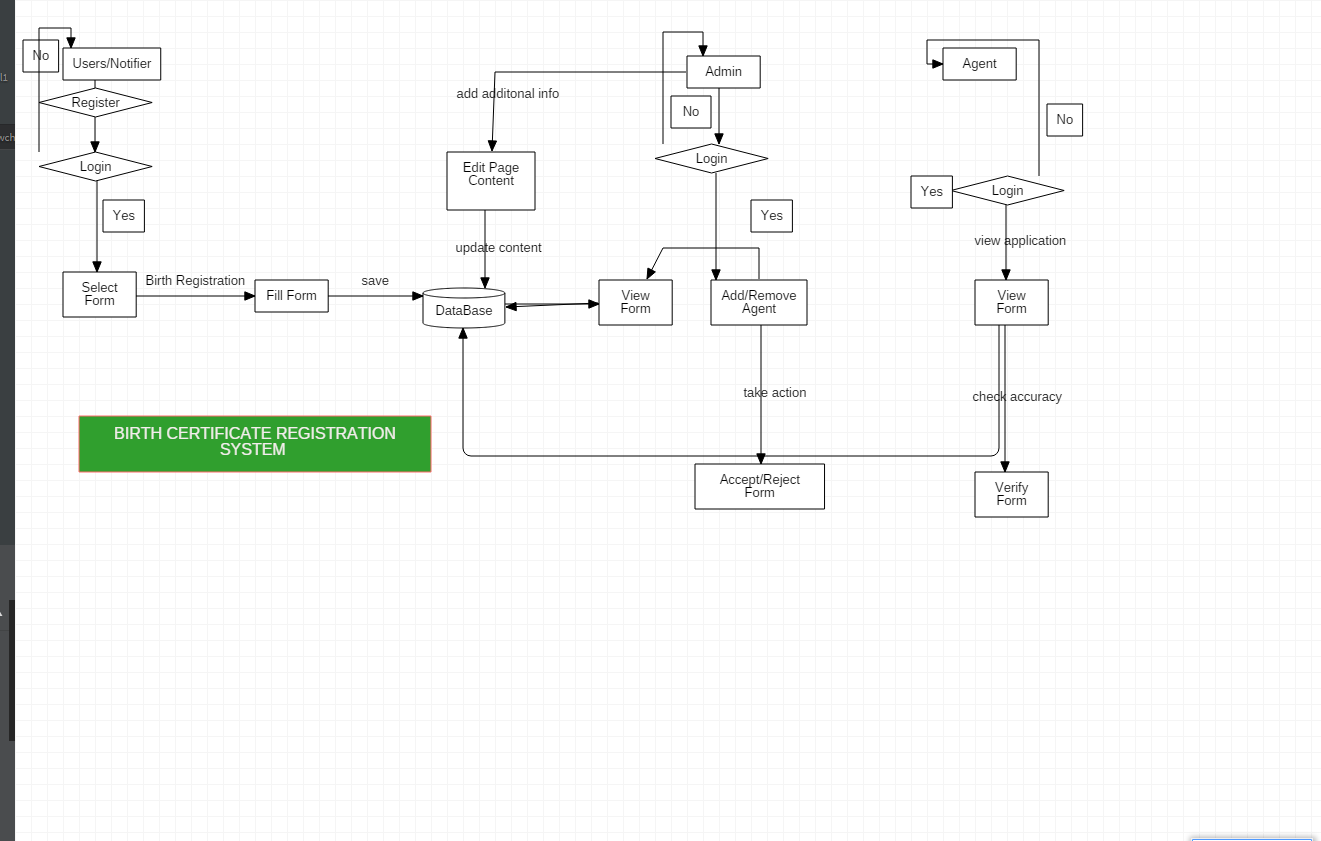 No
Users/Notifier
Register
Login
Yes
Select
Form
Birth Registration
Fill Form
save
DataBase
add additonal info
Edit Page
Content
update content
Admin
No
Login
Yes
View
Form
Add/Remove
Agent
take action
Accept/Reject
Form
Agent
No
Yes
Login
view application
View
Form
check accuracy
Verify
Form
BIRTH CERTIFICATE REGISTRATION
SYSTEM